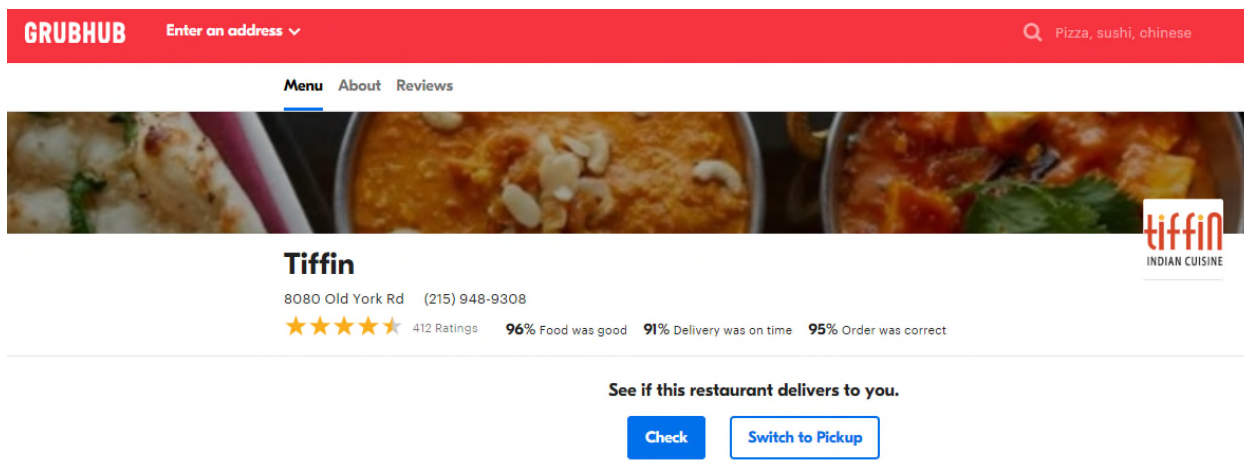 GRUBHUB Enter an address Pizza, sushi, chinese
Menu About Reviews
tiffin
INDIAN CUISINE
Tiffin
8080 Old York Rd (215) 948-9308
412 Ratings 96% Food was good 91% Delivery was on time 95% Order was correct
See if this restaurant delivers to you.
Check Switch to Pickup